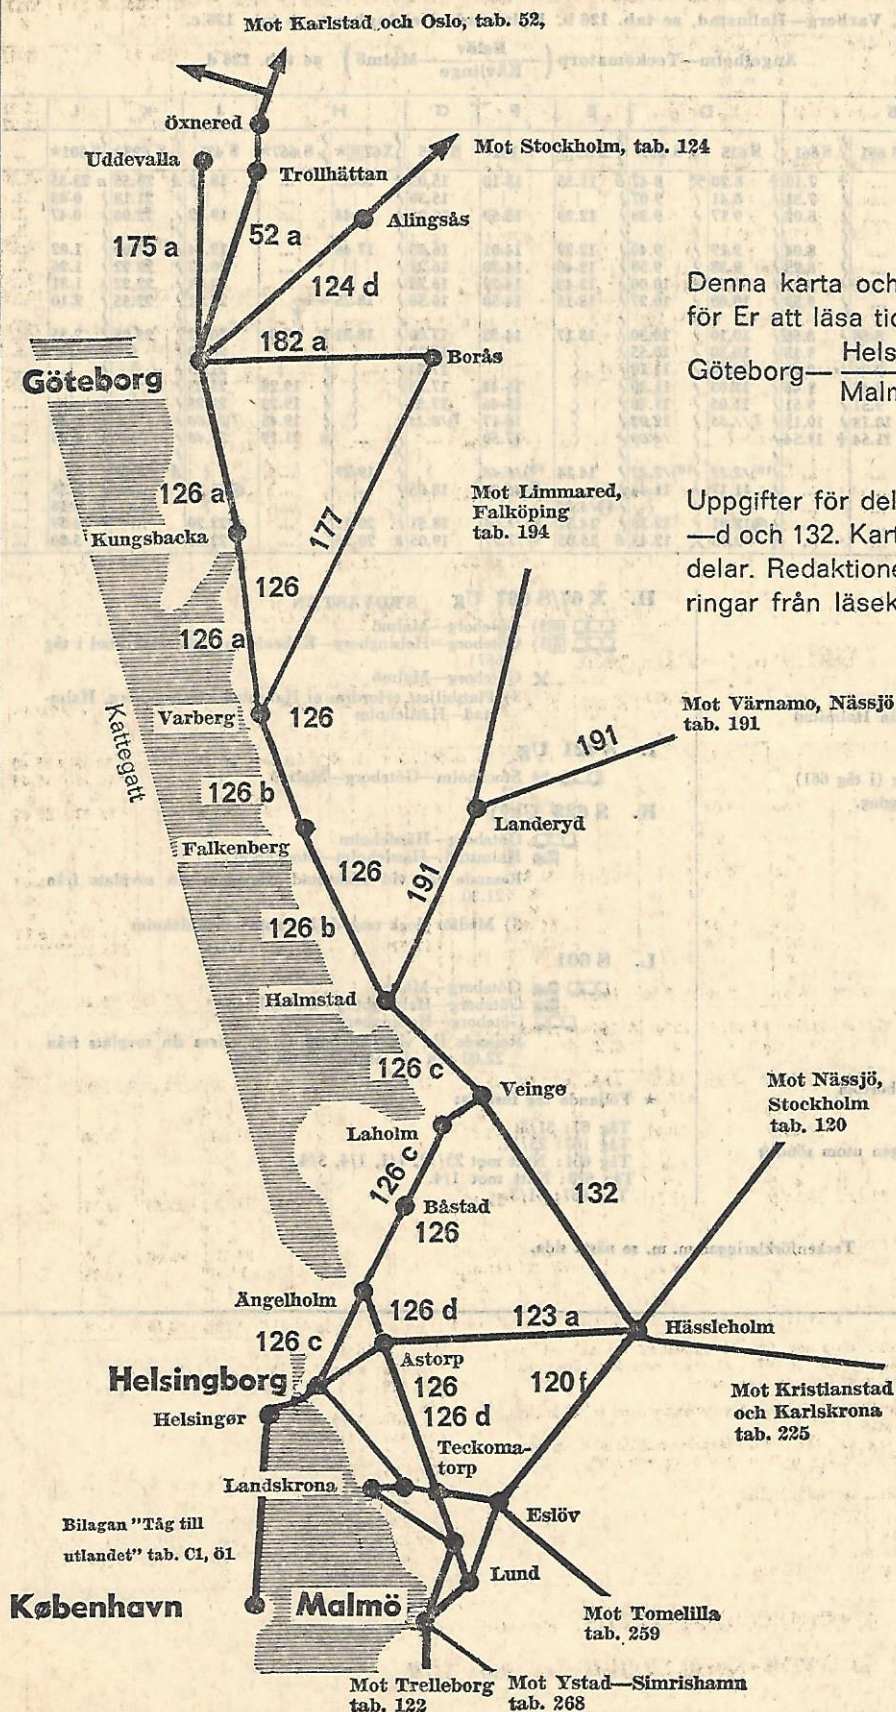 Mot Karlstad och Oslo, tab. 52,
Öxnered
Uddevalla
Trollhättan
Mot Stockholm, tab. 124
Alingsås
175 a
52 a
124 d
182 a
Göteborg
Borås
Denna karta och
för Er att läsa tid
Göteborg—
Hels
Malm
126 a
Kungsbacka
177
Mot Limmared,
Falköping
tab. 194
Uppgifter för del
—d och 132. Kart
delar. Redaktione
ringar från läsek
126
126 a
Kattegatt
Varberg
126
Mot Värnamo, Nässjö
tab. 191
191
126 b
Landeryd
Falkenberg
126
191
126 b
Halmstad
126 c
Veinge
Mot Nässjö,
Stockholm
tab. 120
Laholm
126 c
132
Båstad
126
Ängelholm
126 d
123 a
Hässleholm
126 c
Åstorp
Helsingborg
126
120 f
Mot Kristianstad
och Karlskrona
tab. 225
Helsingør
126 d
Teckoma-
torp
Landskrona
Eslöv
Bilagan "Tåg till
utlandet" tab. C1, ö1
Lund
København
Malmö
Mot Tomelilla
tab. 259
Mot Trelleborg
tab. 122
Mot Ystad—Simrishamn
tab. 268